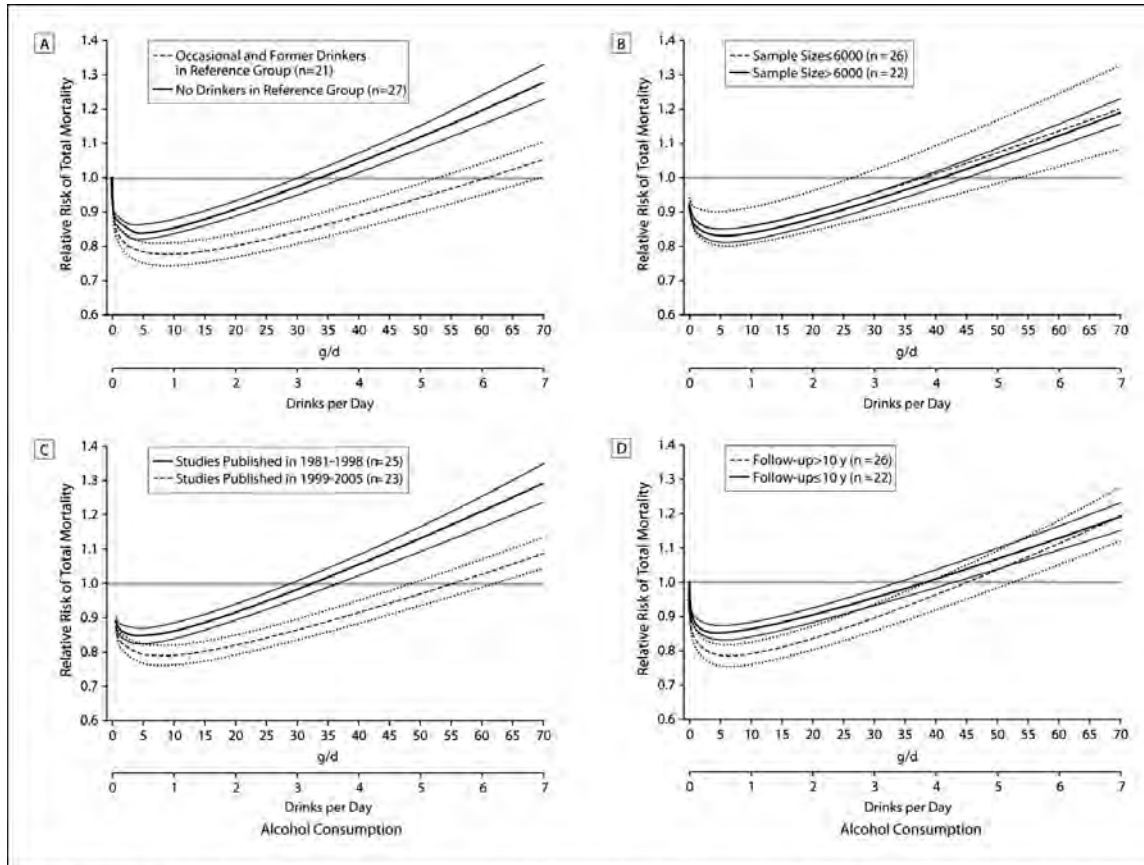 A
Occasional and Former Drinkers
in Reference Group (n=21)
No Drinkers in Reference Group (n=27)
Relative Risk of Total Mortality
1.4
1.3
1.2
1.1
1.0
0.9
0.8
0.7
0.6
0 5 10 15 20 25 30 35 40 45 50 55 60 65 70
g/d
0 1 2 3 4 5 6 7
Drinks per Day
B
Sample Size≤6000 (n=26)
Sample Size>6000 (n=22)
Relative Risk of Total Mortality
1.4
1.3
1.2
1.1
1.0
0.9
0.8
0.7
0.6
0 5 10 15 20 25 30 35 40 45 50 55 60 65 70
g/d
0 1 2 3 4 5 6 7
Drinks per Day
C
Studies Published in 1981-1998 (n=25)
Studies Published in 1999-2005 (n=23)
Relative Risk of Total Mortality
1.4
1.3
1.2
1.1
1.0
0.9
0.8
0.7
0.6
0 5 10 15 20 25 30 35 40 45 50 55 60 65 70
g/d
0 1 2 3 4 5 6 7
Drinks per Day
Alcohol Consumption
D
Follow-up>10 y (n=26)
Follow-up≤10 y (n=22)
Relative Risk of Total Mortality
1.4
1.3
1.2
1.1
1.0
0.9
0.8
0.7
0.6
0 5 10 15 20 25 30 35 40 45 50 55 60 65 70
g/d
0 1 2 3 4 5 6 7
Drinks per Day
Alcohol Consumption